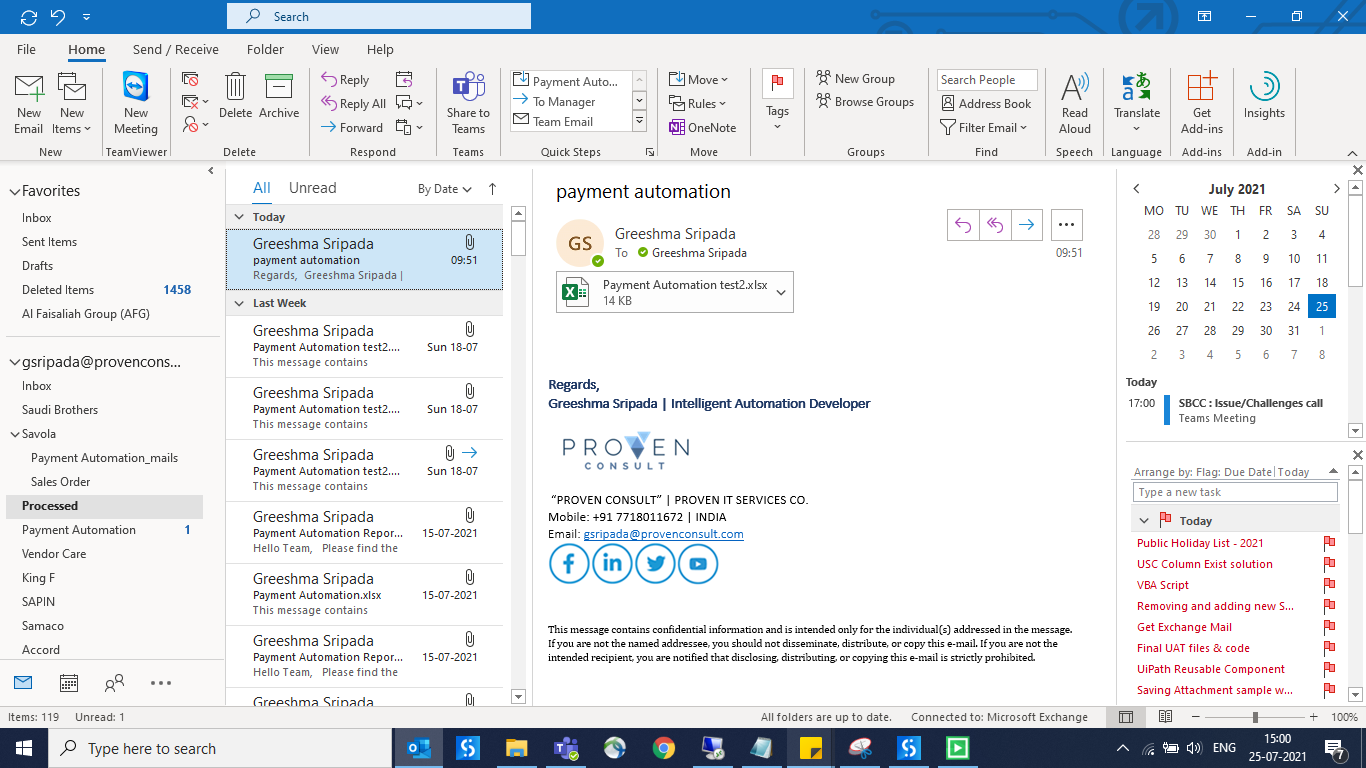 Search
File Home Send / Receive Folder View Help
New Email
New Items
New
New Meeting
TeamViewer
Delete
Archive
Delete
Reply
Reply All
Forward
Respond
Share to Teams
Teams
Payment Auto...
To Manager
Team Email
Quick Steps
Move
Rules
OneNote
Move
Tags
New Group
Browse Groups
Groups
Search People
Address Book
Filter Email
Find
Read Aloud
Speech
Translate
Language
Get Add-ins
Add-ins
Insights
Add-in
Favorites
Inbox
Sent Items
Drafts
Deleted Items 1458
Al Faisaliah Group (AFG)
gsripada@provencons...
Inbox
Saudi Brothers
Savola
Payment Automation_mails
Sales Order
Processed
Payment Automation 1
Vendor Care
King F
SAPIN
Samaco
Accord
All Unread By Date
Today
Greeshma Sripada
payment automation 09:51
Regards, Greeshma Sripada |
Last Week
Greeshma Sripada
Payment Automation test2.... Sun 18-07
This message contains
Greeshma Sripada
Payment Automation test2.... Sun 18-07
This message contains
Greeshma Sripada
Payment Automation test2.... Sun 18-07
This message contains
Greeshma Sripada
Payment Automation Repor... 15-07-2021
Hello Team, Please find the
Greeshma Sripada
Payment Automation.xlsx 15-07-2021
This message contains
Greeshma Sripada
Payment Automation Repor... 15-07-2021
Hello Team, Please find the
Greeshma Sripada
payment automation
GS
Greeshma Sripada
To Greeshma Sripada
09:51
Payment Automation test2.xlsx
14 KB
Regards,
Greeshma Sripada | Intelligent Automation Developer
PROVEN
CONSULT
“PROVEN CONSULT” | PROVEN IT SERVICES CO.
Mobile: +91 7718011672 | INDIA
Email: gsripada@provenconsult.com
This message contains confidential information and is intended only for the individual(s) addressed in the message.
If you are not the named addressee, you should not disseminate, distribute, or copy this e-mail. If you are not the
intended recipient, you are notified that disclosing, distributing, or copying this e-mail is strictly prohibited.
July 2021
MO TU WE TH FR SA SU
28 29 30 1 2 3 4
5 6 7 8 9 10 11
12 13 14 15 16 17 18
19 20 21 22 23 24 25
26 27 28 29 30 31 1
2 3 4 5 6 7 8
Today
17:00 SBCC : Issue/Challenges call
Teams Meeting
Arrange by: Flag: Due Date Today
Type a new task
Today
Public Holiday List - 2021
USC Column Exist solution
VBA Script
Removing and adding new S...
Get Exchange Mail
Final UAT files & code
UiPath Reusable Component
Saving Attachment sample w...
Items: 119 Unread: 1 All folders are up to date. Connected to: Microsoft Exchange 100%
Type here to search
ENG
15:00
25-07-2021
7